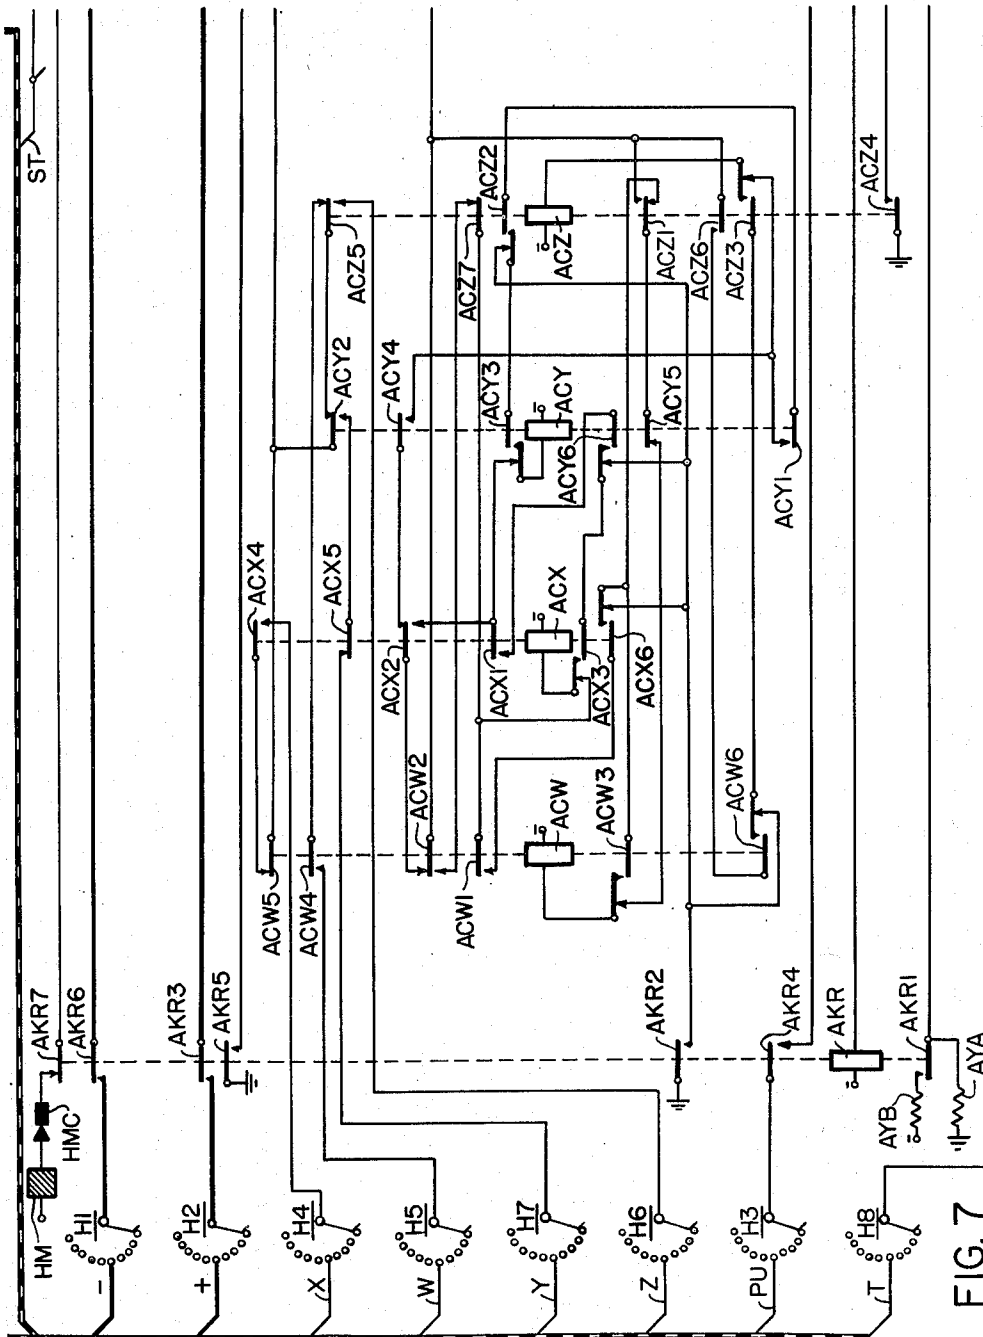 ST
AKR7
AKR6
HM
HMC
H1
−
AKR3
AKR5
H2
+
ACX4
ACY2
ACZ5
ACW5
ACW4
ACX5
ACY4
H4
X
ACX2
ACW2
ACZ7
ACZ2
ACX1
ACY3
ACW1
H5
W
−
ACW
−
ACX
−
ACY
−
ACZ
H7
Y
ACW3
ACX3
ACX6
ACY6
ACY5
ACZ1
ACZ6
ACZ3
H6
Z
AKR2
ACW6
ACY1
H3
PU
AKR4
−
AKR
ACZ4
H8
T
−
AYB
AKR1
AYA
FIG. 7